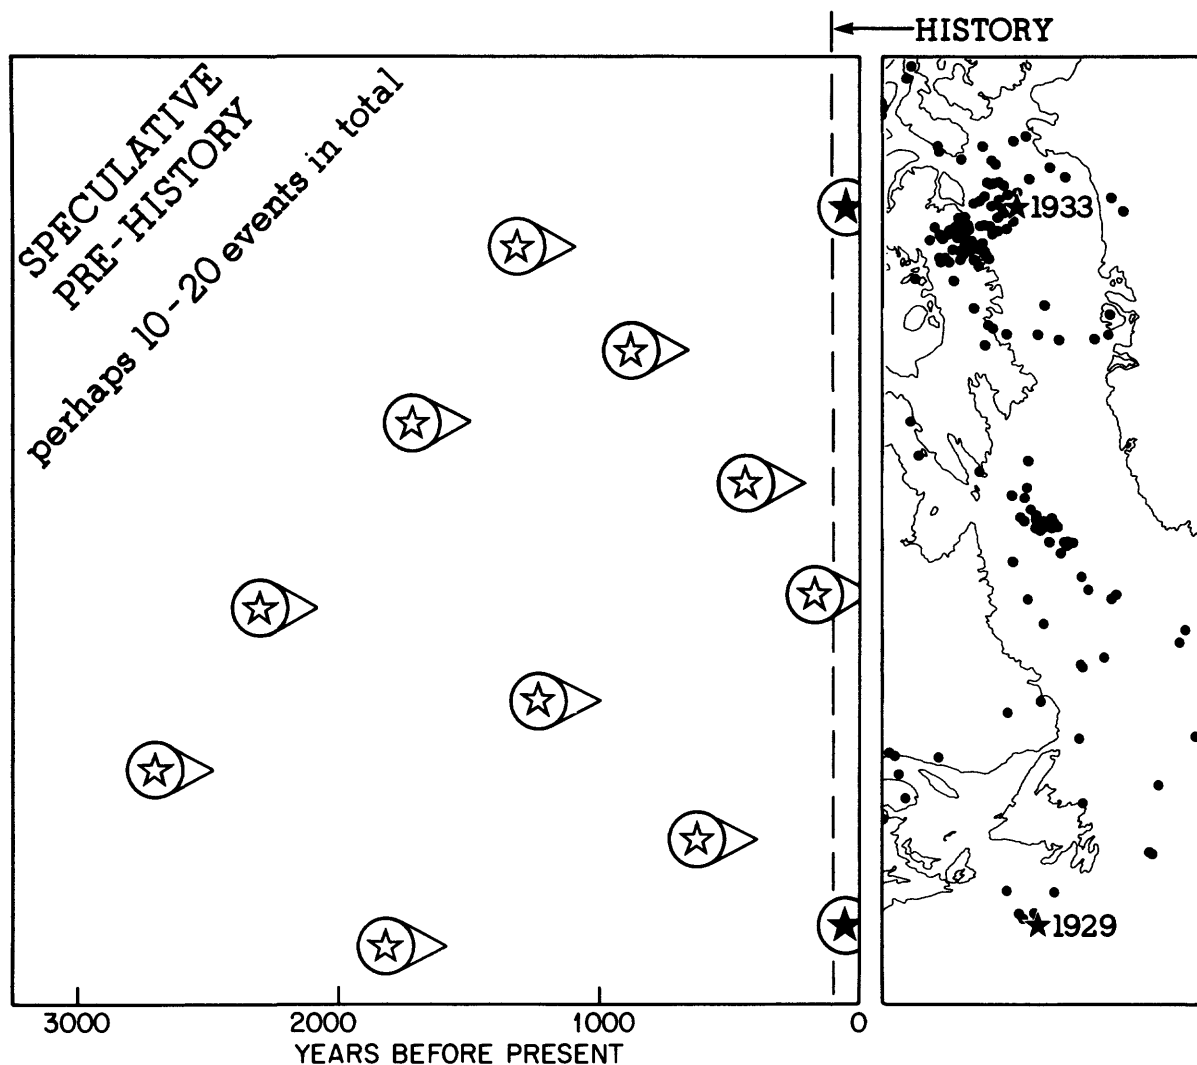 HISTORY
SPECULATIVE
PRE-HISTORY
perhaps 10-20 events in total
1933
1929
3000
2000
1000
0
YEARS BEFORE PRESENT